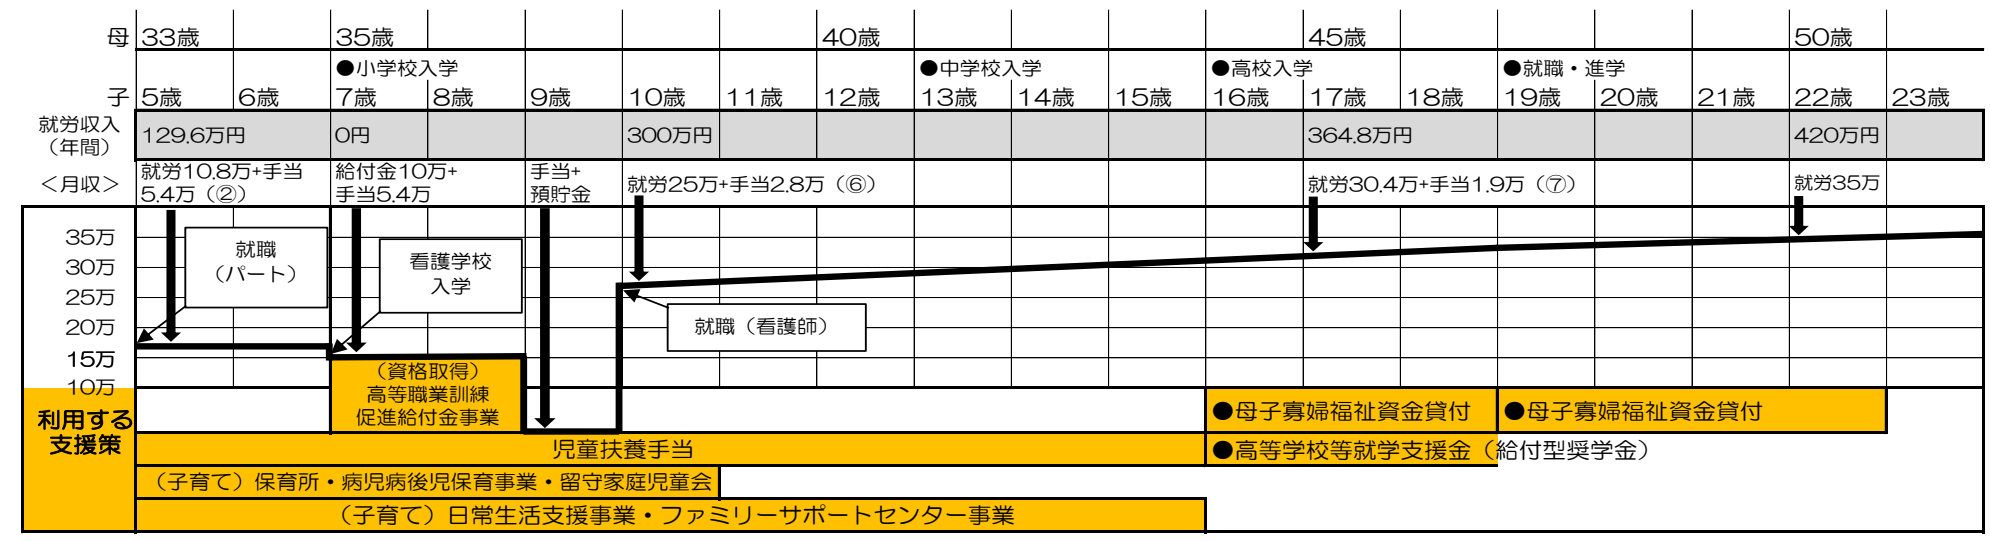 母 33歳 35歳 40歳 45歳 50歳
●小学校入学 ●中学校入学 ●高校入学 ●就職・進学
子 5歳 6歳 7歳 8歳 9歳 10歳 11歳 12歳 13歳 14歳 15歳 16歳 17歳 18歳 19歳 20歳 21歳 22歳 23歳
就労収入
（年間）
129.6万円 0円 300万円 364.8万円 420万円
＜月収＞
就労10.8万+手当
5.4万（②）
給付金10万+
手当5.4万
手当+
預貯金
就労25万+手当2.8万（⑥）
就労30.4万+手当1.9万（⑦）
就労35万
35万
30万
25万
20万
15万
10万
就職
（パート）
看護学校
入学
就職（看護師）
（資格取得）
高等職業訓練
促進給付金事業
利用する
支援策
●母子寡婦福祉資金貸付
●母子寡婦福祉資金貸付
児童扶養手当
●高等学校等就学支援金（給付型奨学金）
（子育て）保育所・病児病後児保育事業・留守家庭児童会
（子育て）日常生活支援事業・ファミリーサポートセンター事業